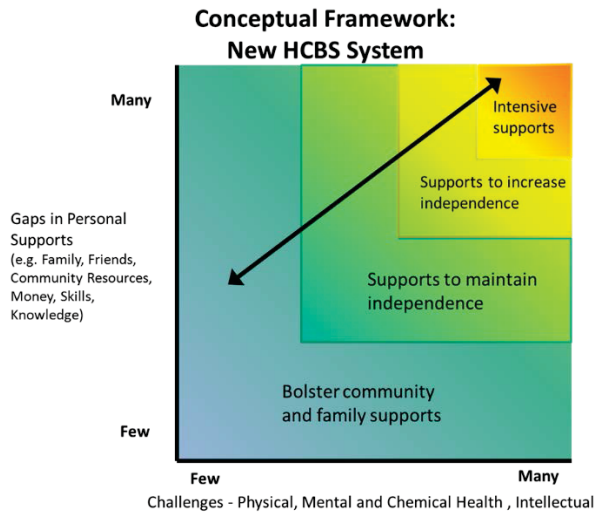 Conceptual Framework:
New HCBS System
Many
Intensive
supports
Supports to increase
independence
Gaps in Personal
Supports
(e.g. Family, Friends,
Community Resources,
Money, Skills,
Knowledge)
Supports to maintain
independence
Bolster community
and family supports
Few
Few
Many
Challenges - Physical, Mental and Chemical Health , Intellectual